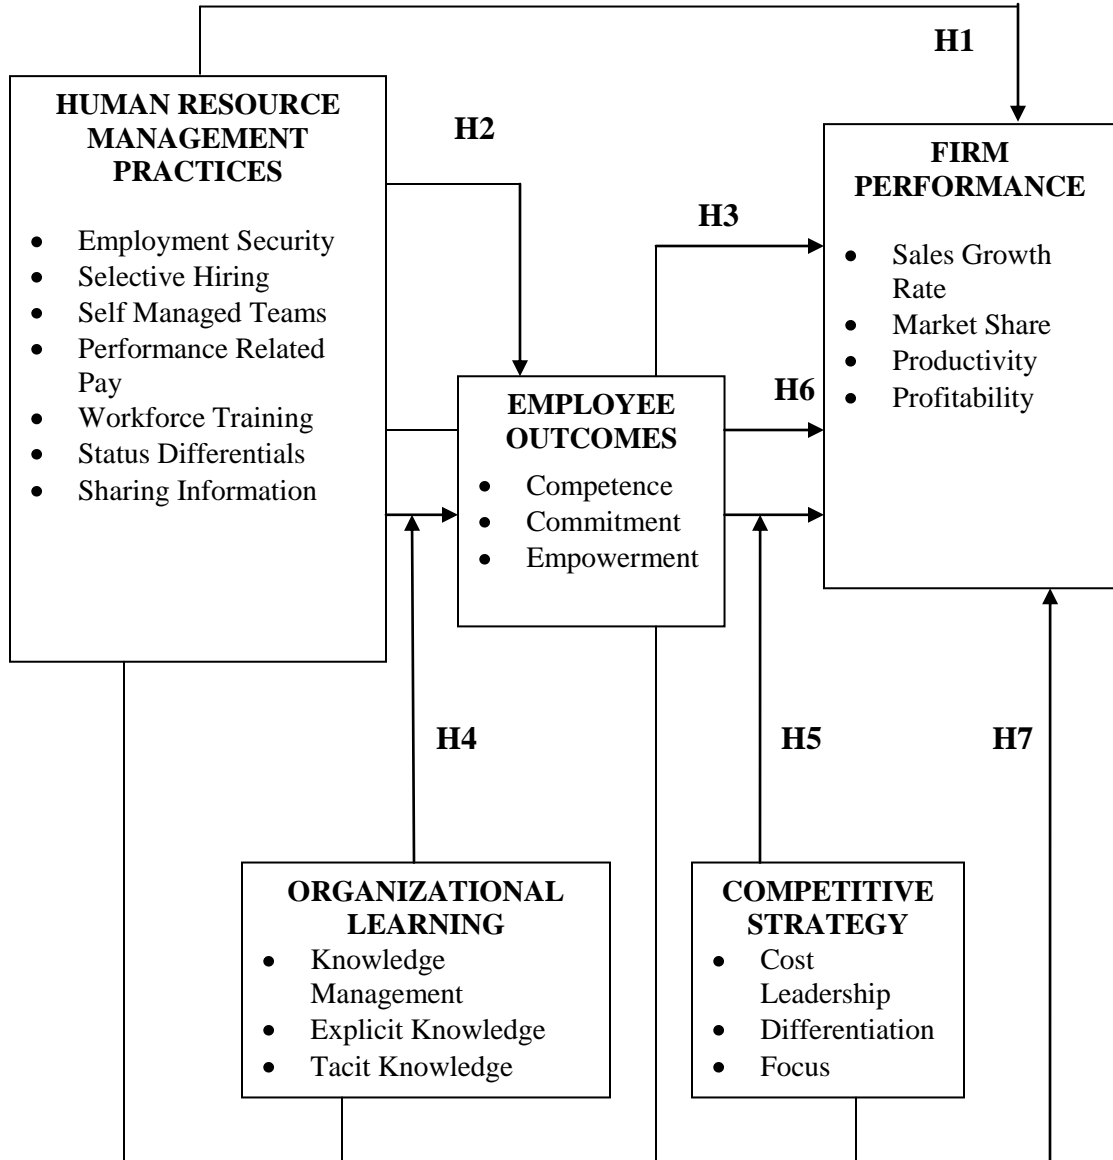 H1
HUMAN RESOURCE
MANAGEMENT
PRACTICES
• Employment Security
• Selective Hiring
• Self Managed Teams
• Performance Related
Pay
• Workforce Training
• Status Differentials
• Sharing Information
H2
H3
FIRM
PERFORMANCE
• Sales Growth
Rate
• Market Share
• Productivity
• Profitability
H6
EMPLOYEE
OUTCOMES
• Competence
• Commitment
• Empowerment
H4
H5
H7
ORGANIZATIONAL
LEARNING
• Knowledge
Management
• Explicit Knowledge
• Tacit Knowledge
COMPETITIVE
STRATEGY
• Cost
Leadership
• Differentiation
• Focus